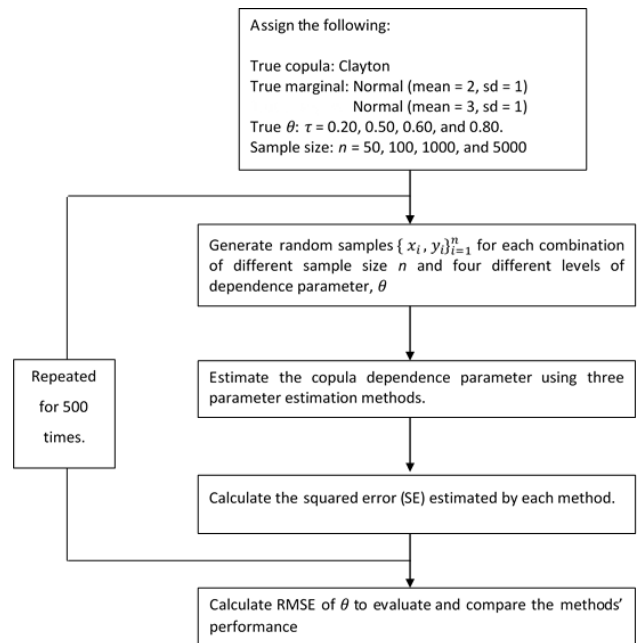 Assign the following:
True copula: Clayton
True marginal: Normal (mean = 2, sd = 1)
Normal (mean = 3, sd = 1)
True θ: τ = 0.20, 0.50, 0.60, and 0.80.
Sample size: n = 50, 100, 1000, and 5000
Generate random samples { x_i, y_i}_{i=1}^n for each combination
of different sample size n and four different levels of
dependence parameter, θ
Repeated
for 500
times.
Estimate the copula dependence parameter using three
parameter estimation methods.
Calculate the squared error (SE) estimated by each method.
Calculate RMSE of θ to evaluate and compare the methods'
performance